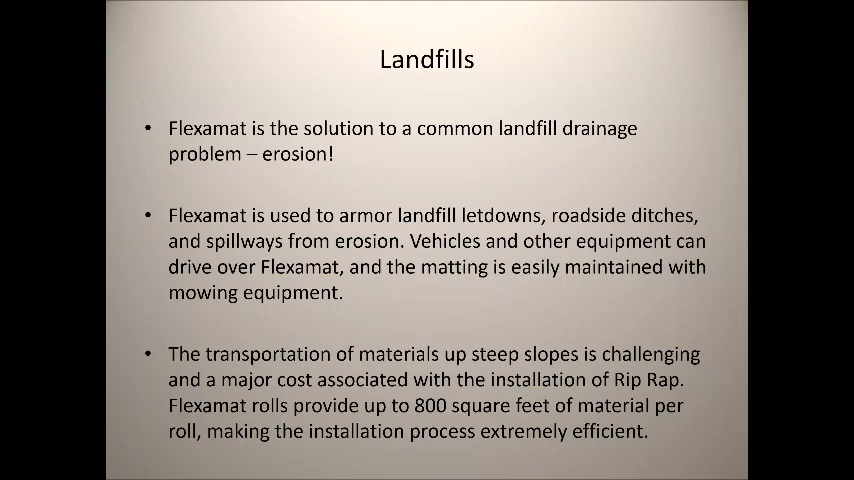 Landfills
• Flexamat is the solution to a common landfill drainage
problem – erosion!
• Flexamat is used to armor landfill letdowns, roadside ditches,
and spillways from erosion. Vehicles and other equipment can
drive over Flexamat, and the matting is easily maintained with
mowing equipment.
• The transportation of materials up steep slopes is challenging
and a major cost associated with the installation of Rip Rap.
Flexamat rolls provide up to 800 square feet of material per
roll, making the installation process extremely efficient.